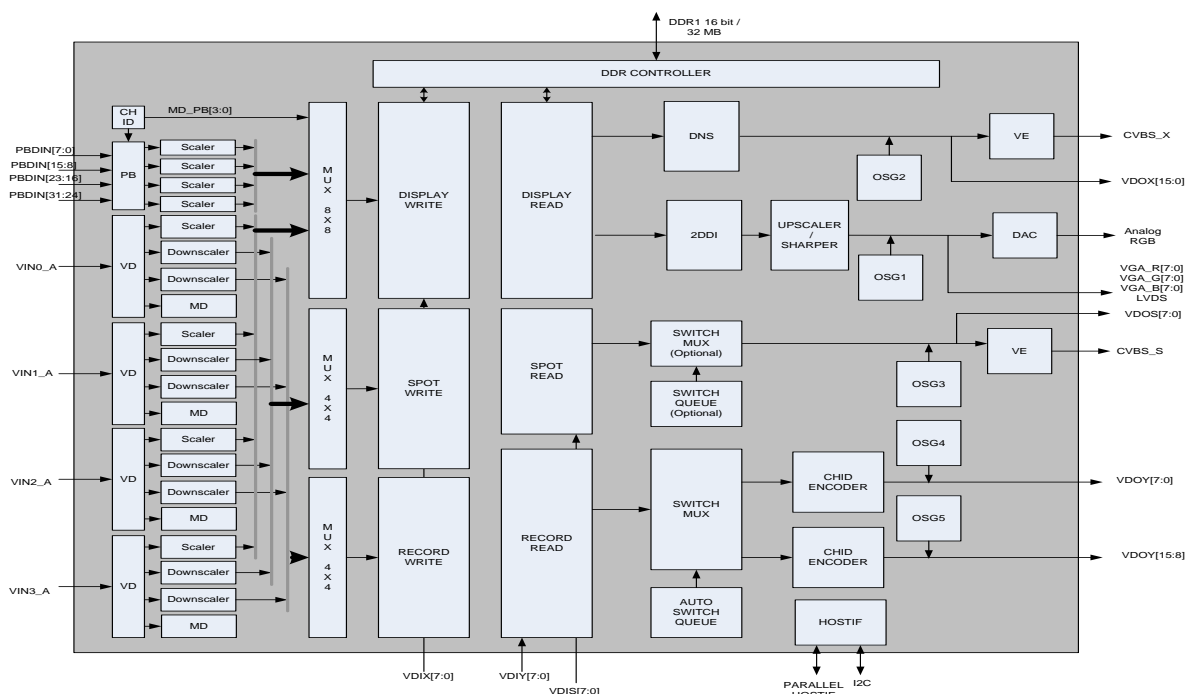 DDR1 16 bit /
32 MB
DDR CONTROLLER
CH
ID
MD_PB[3:0]
PBDIN[7:0]
PBDIN[15:8]
PBDIN[23:16]
PBDIN[31:24]
PB
Scaler
Scaler
Scaler
Scaler
VIN0_A
VD
Scaler
Downscaler
Downscaler
MD
VIN1_A
VD
Scaler
Downscaler
Downscaler
MD
VIN2_A
VD
Scaler
Downscaler
Downscaler
MD
VIN3_A
VD
Scaler
Downscaler
Downscaler
MD
M
U
X
8
X
8
M
U
X
4
X
4
M
U
X
4
X
4
DISPLAY
WRITE
SPOT
WRITE
RECORD
WRITE
DISPLAY
READ
SPOT
READ
RECORD
READ
DNS
OSG2
VE
CVBS_X
VDOX[15:0]
2DDI
UPSCALER
/
SHARPER
OSG1
DAC
Analog
RGB
VGA_R[7:0]
VGA_G[7:0]
VGA_B[7:0]
LVDS
VDOS[7:0]
SWITCH
MUX
(Optional)
SWITCH
QUEUE
(Optional)
OSG3
VE
CVBS_S
SWITCH
MUX
AUTO
SWITCH
QUEUE
CHID
ENCODER
OSG4
VDOY[7:0]
CHID
ENCODER
OSG5
VDOY[15:8]
HOSTIF
VDIX[7:0]
VDIY[7:0]
VDIS[7:0]
PARALLEL
HOSTIF
I2C